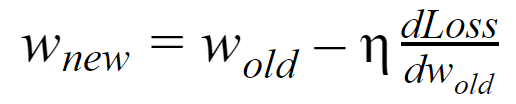 w_new = w_old − η dLoss/dw_old